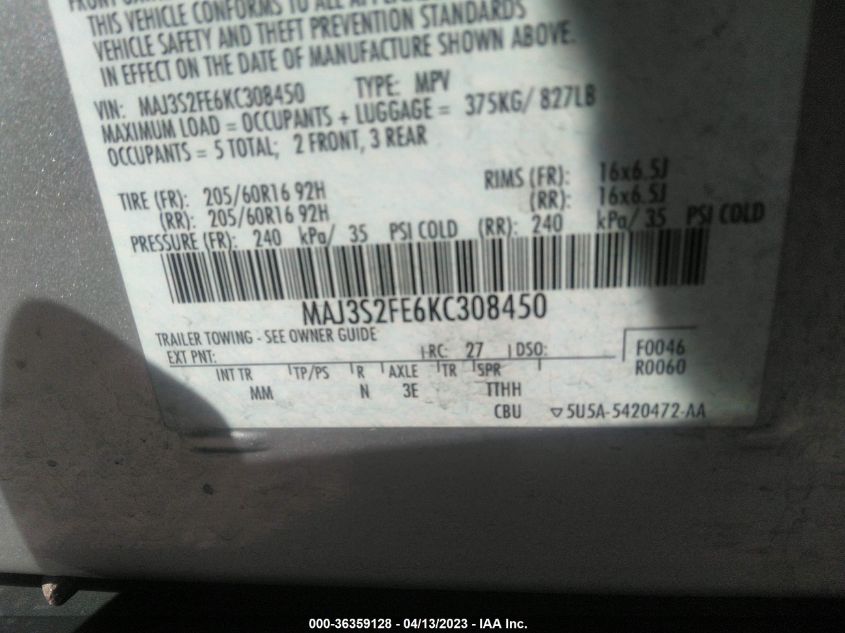 THIS VEHICLE CONFORMS TO ALL
VEHICLE SAFETY AND THEFT PREVENTION STANDARDS
IN EFFECT ON THE DATE OF MANUFACTURE SHOWN ABOVE.
VIN: MAJ3S2FE6KC308450 TYPE: MPV
MAXIMUM LOAD = OCCUPANTS + LUGGAGE = 375KG/ 827LB
OCCUPANTS = 5 TOTAL; 2 FRONT, 3 REAR
TIRE (FR): 205/60R16 92H RIMS (FR): 16x6.5J
(RR): 205/60R16 92H (RR): 16x6.5J
PRESSURE (FR): 240 kPa/ 35 PSI COLD (RR): 240 kPa/ 35 PSI COLD
MAJ3S2FE6KC308450
TRAILER TOWING - SEE OWNER GUIDE
EXT PNT: RC: 27 DSO: F0046
R0060
INT TR TP/PS R AXLE TR SPR
MM N 3E TTHH
CBU ▽5U5A-5420472-AA
000-36359128 - 04/13/2023 - IAA Inc.